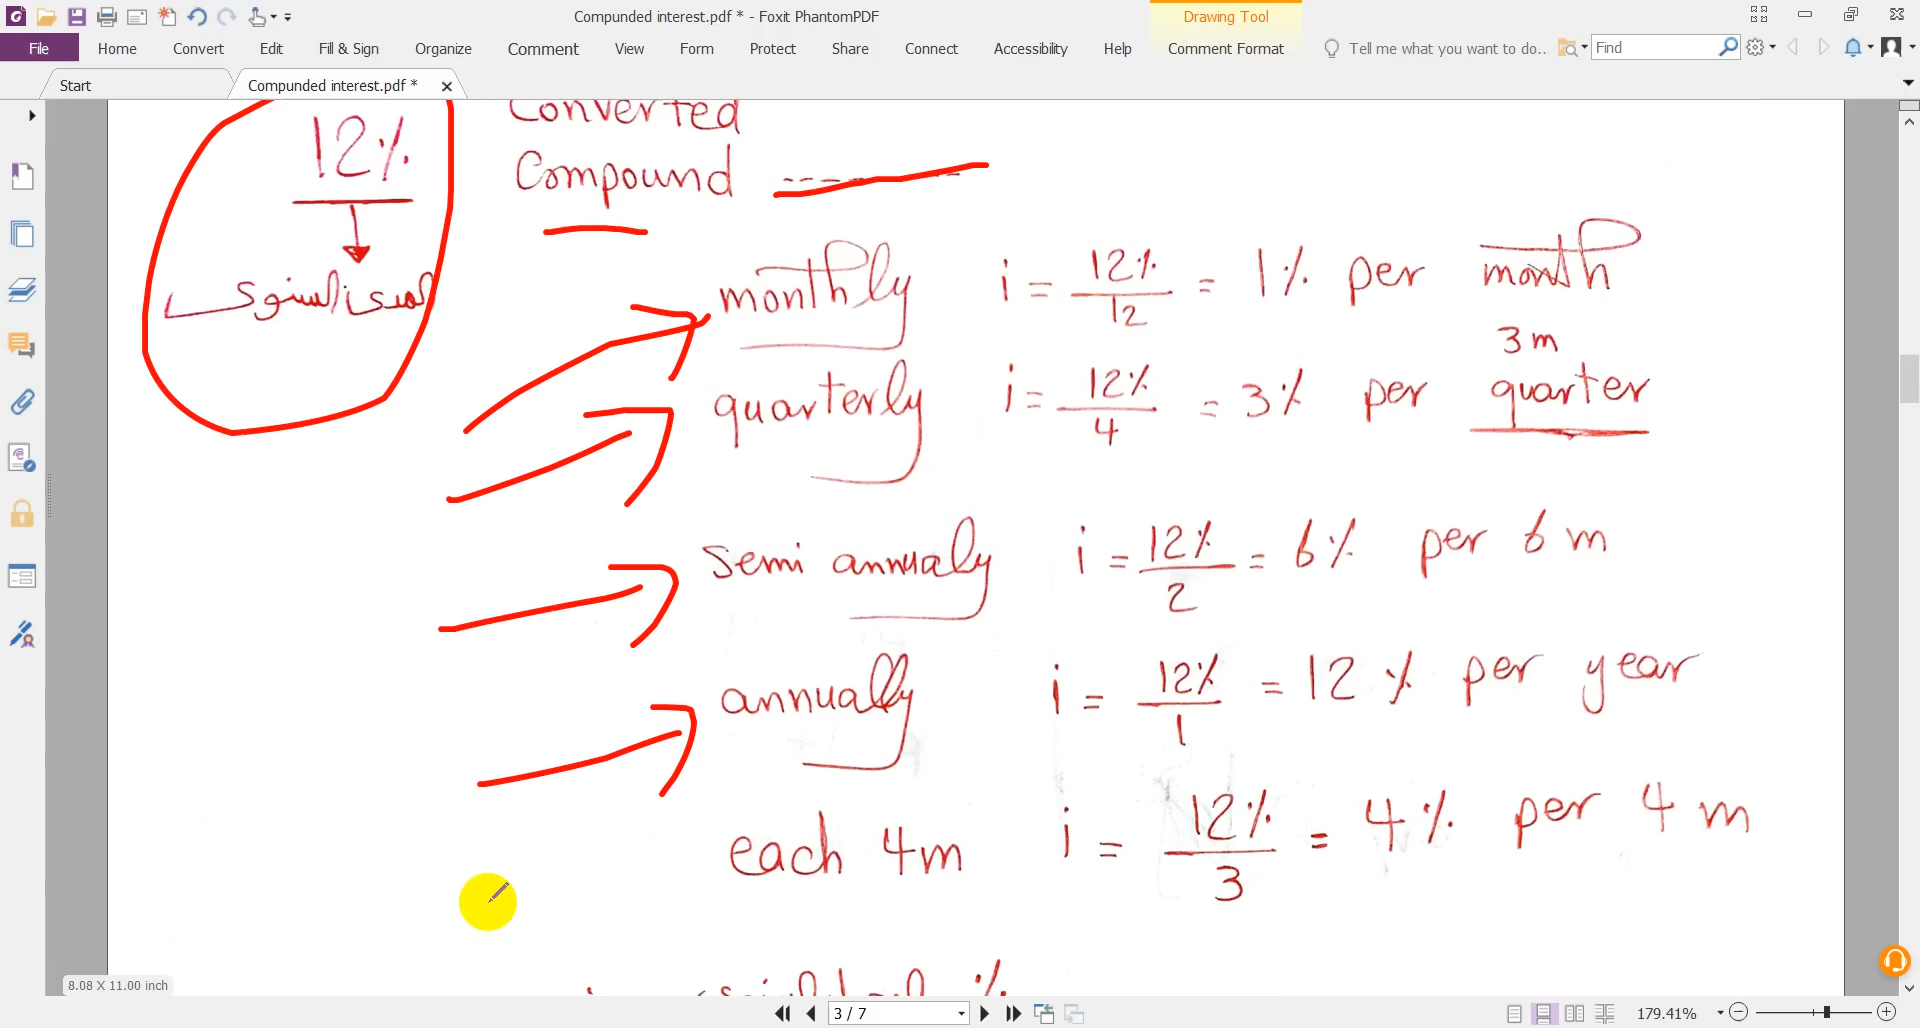 Compunded interest.pdf * - Foxit PhantomPDF
Drawing Tool
File Home Convert Edit Fill & Sign Organize Comment View Form Protect Share Connect Accessibility Help Comment Format Tell me what you want to do... Find
Start Compunded interest.pdf *
Converted
12%
Compound
السنوي
monthly i = 12% / 12 = 1% per month
3 m
quarterly i = 12% / 4 = 3% per quarter
semi annualy i = 12% / 2 = 6% per 6 m
annually i = 12% / 1 = 12 % per year
each 4m i = 12% / 3 = 4% per 4 m
%
8.08 X 11.00 inch
3 / 7
179.41%